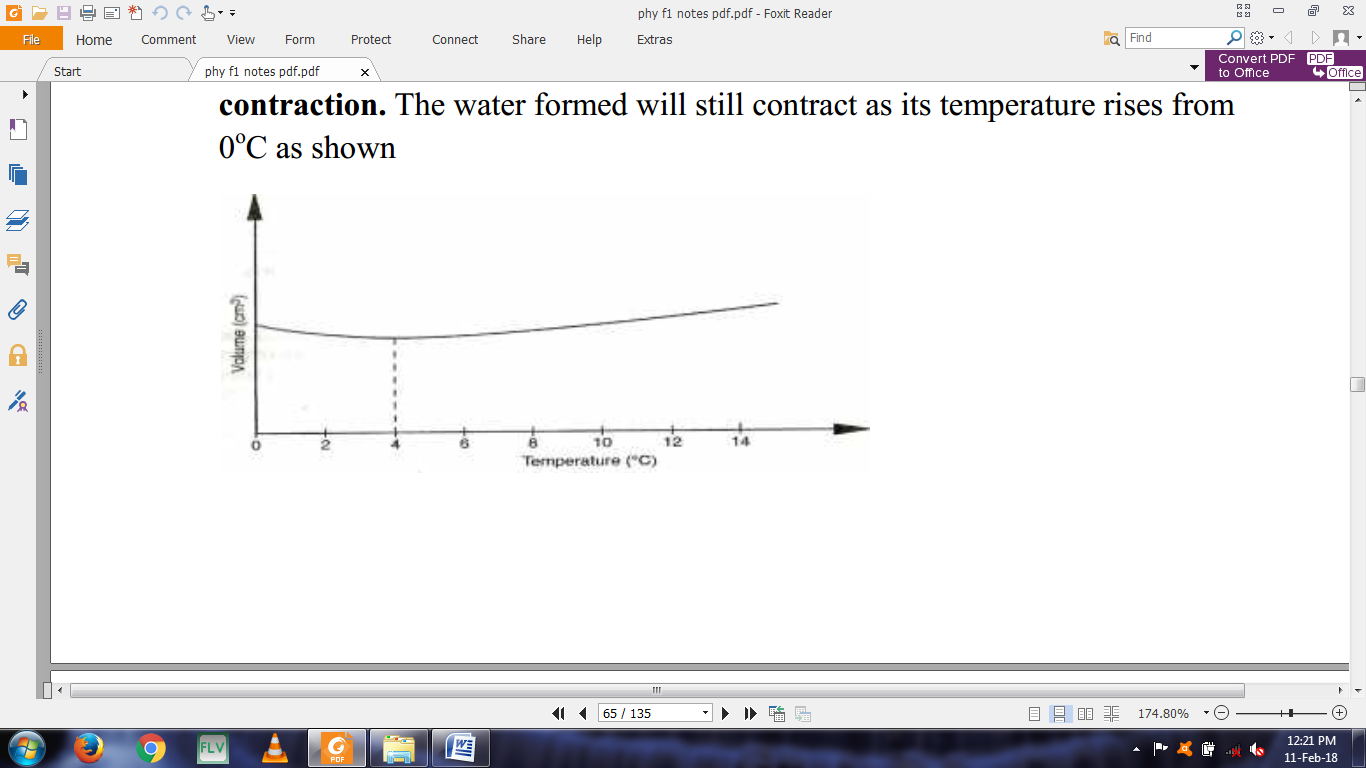 phy f1 notes pdf.pdf - Foxit Reader
File Home Comment View Form Protect Connect Share Help Extras
Find
Convert PDF PDF
to Office Office
Start phy f1 notes pdf.pdf
contraction. The water formed will still contract as its temperature rises from
0°C as shown
Volume (cm³)
0 2 4 6 8 10 12 14
Temperature (°C)
65 / 135
174.80%
FLV
PDF
12:21 PM
11-Feb-18